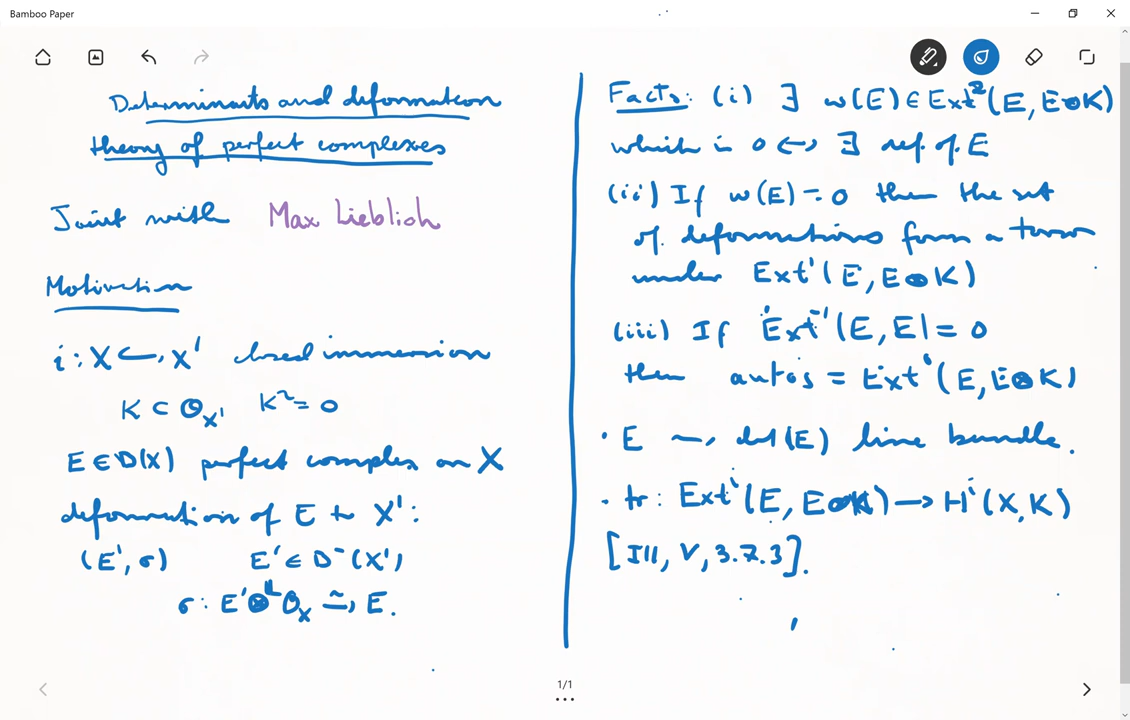 Bamboo Paper
Determinants and deformation
theory of perfect complexes
Joint with Max Lieblich
Motivation
i : X ↪ X' closed immersion
K ⊂ O_X' K² = 0
E ∈ D(X) perfect complex on X
deformation of E to X' :
(E', σ) E' ∈ D⁻(X')
σ : E' ⊗^L O_X ≃→ E.
Facts: (i) ∃ w(E) ∈ Ext²(E, E⊗K)
which is 0 ↔ ∃ def. of E
(ii) If w(E) = 0 then the set
of deformations form a torsor
under Ext¹(E, E⊗K)
(iii) If Ext⁻¹(E, E) = 0
then autos = Ext⁰(E, E⊗K)
• E ⇝ det(E) line bundle.
• tr : Extⁱ(E, E⊗K) → Hⁱ(X, K)
[Ill, V, 3.7.3].
1/1